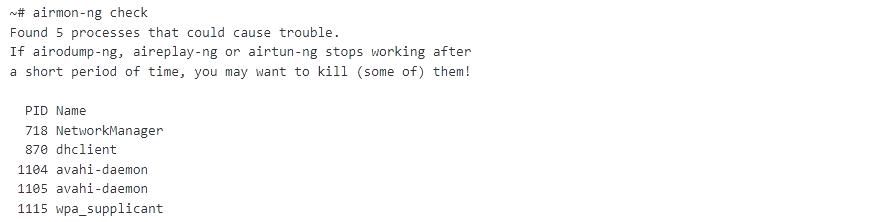 ~# airmon-ng check
Found 5 processes that could cause trouble.
If airodump-ng, aireplay-ng or airtun-ng stops working after
a short period of time, you may want to kill (some of) them!
PID Name
718 NetworkManager
870 dhclient
1104 avahi-daemon
1105 avahi-daemon
1115 wpa_supplicant